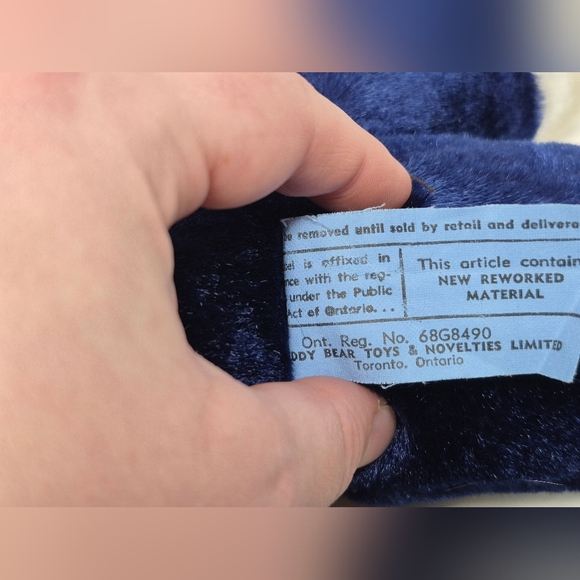 be removed until sold by retail and delivere
el is affixed in
nce with the reg-
under the Public
Act of Ontario. . .
This article contain
NEW REWORKED
MATERIAL
Ont. Reg. No. 68G8490
DDY BEAR TOYS & NOVELTIES LIMITED
Toronto, Ontario